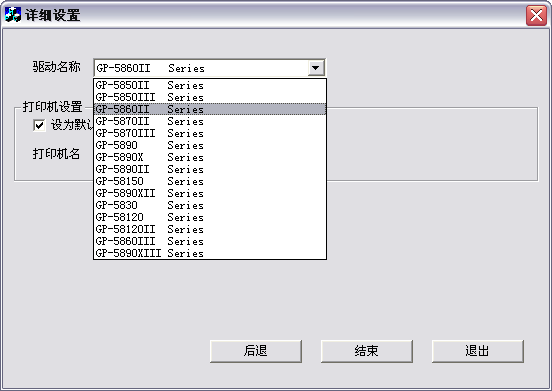 详细设置
驱动名称 GP-5860II Series
GP-5850II Series
GP-5850III Series
GP-5860II Series
GP-5870II Series
GP-5870III Series
GP-5890 Series
GP-5890X Series
GP-5890II Series
GP-58150 Series
GP-5890XII Series
GP-5830 Series
GP-58120 Series
GP-58120II Series
GP-5860III Series
GP-5890XIII Series
打印机设置
设为默认
打印机名
后退 结束 退出